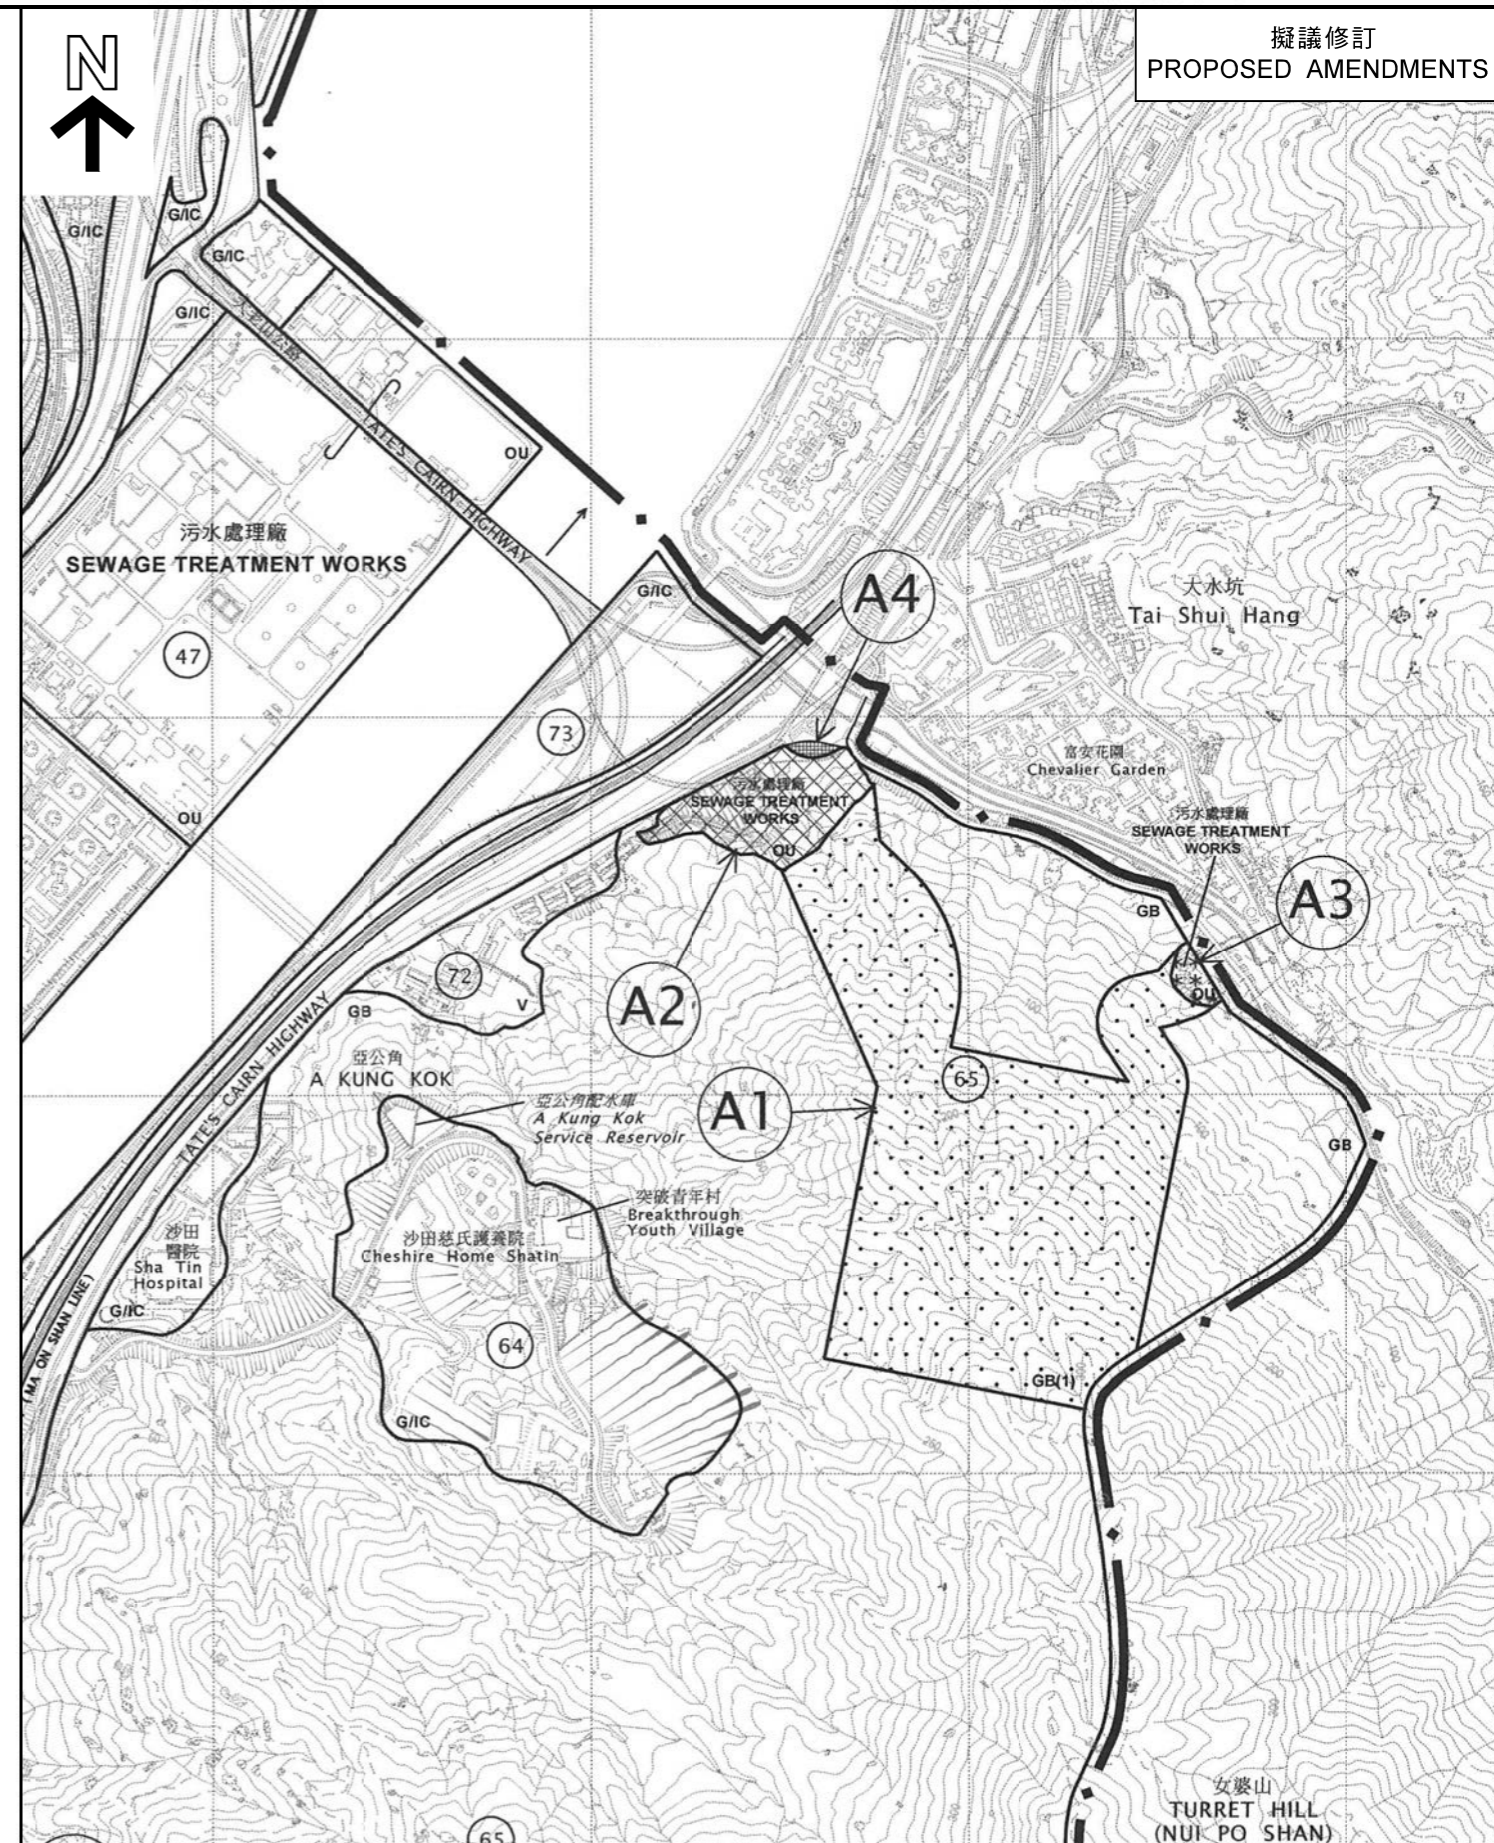 擬議修訂
PROPOSED AMENDMENTS
N
G/IC
G/IC
G/IC
G/IC
大老山公路
TATE'S CAIRN HIGHWAY
OU
污水處理廠
SEWAGE TREATMENT WORKS
G/IC
A4
大水坑
Tai Shui Hang
47
73
富安花園
Chevalier Garden
污水處理廠
SEWAGE TREATMENT
WORKS
OU
OU
污水處理廠
SEWAGE TREATMENT
WORKS
A3
GB
OU
72
V
GB
A2
亞公角
A KUNG KOK
TATE'S CAIRN HIGHWAY
亞公角配水庫
A Kung Kok
Service Reservoir
A1
65
GB
突破青年村
Breakthrough
Youth Village
沙田慈氏護養院
Cheshire Home Shatin
沙田
醫院
Sha Tin
Hospital
G/IC
(MA ON SHAN LINE)
64
GB(1)
G/IC
女婆山
TURRET HILL
(NUI PO SHAN)
65